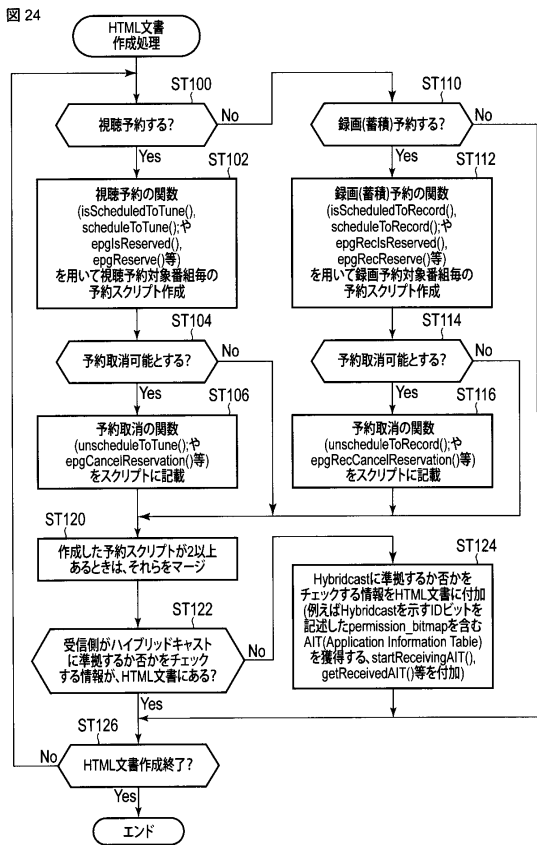 図 24
HTML文書
作成処理
ST100
視聴予約する?
No
Yes
ST102
視聴予約の関数
(isScheduledToTune(),
scheduleToTune();や
epgIsReserved(),
epgReserve()等)
を用いて視聴予約対象番組毎の
予約スクリプト作成
ST104
予約取消可能とする?
No
Yes
ST106
予約取消の関数
(unscheduleToTune();や
epgCancelReservation()等)
をスクリプトに記載
ST110
録画(蓄積)予約する?
No
Yes
ST112
録画(蓄積)予約の関数
(isScheduledToRecord(),
scheduleToRecord();や
epgRecIsReserved(),
epgRecReserve()等)
を用いて録画予約対象番組毎の
予約スクリプト作成
ST114
予約取消可能とする?
No
Yes
ST116
予約取消の関数
(unscheduleToRecord();や
epgRecCancelReservation()等)
をスクリプトに記載
ST120
作成した予約スクリプトが2以上
あるときは、それらをマージ
ST122
受信側がハイブリッドキャスト
に準拠するか否かをチェック
する情報が、HTML文書にある?
No
Yes
ST124
Hybridcastに準拠するか否かを
チェックする情報をHTML文書に付加
(例えばHybridcastを示すIDビットを
記述したpermission_bitmapを含む
AIT(Application Information Table)
を獲得する、startReceivingAIT(),
getReceivedAIT()等を付加)
ST126
HTML文書作成終了?
No
Yes
エンド